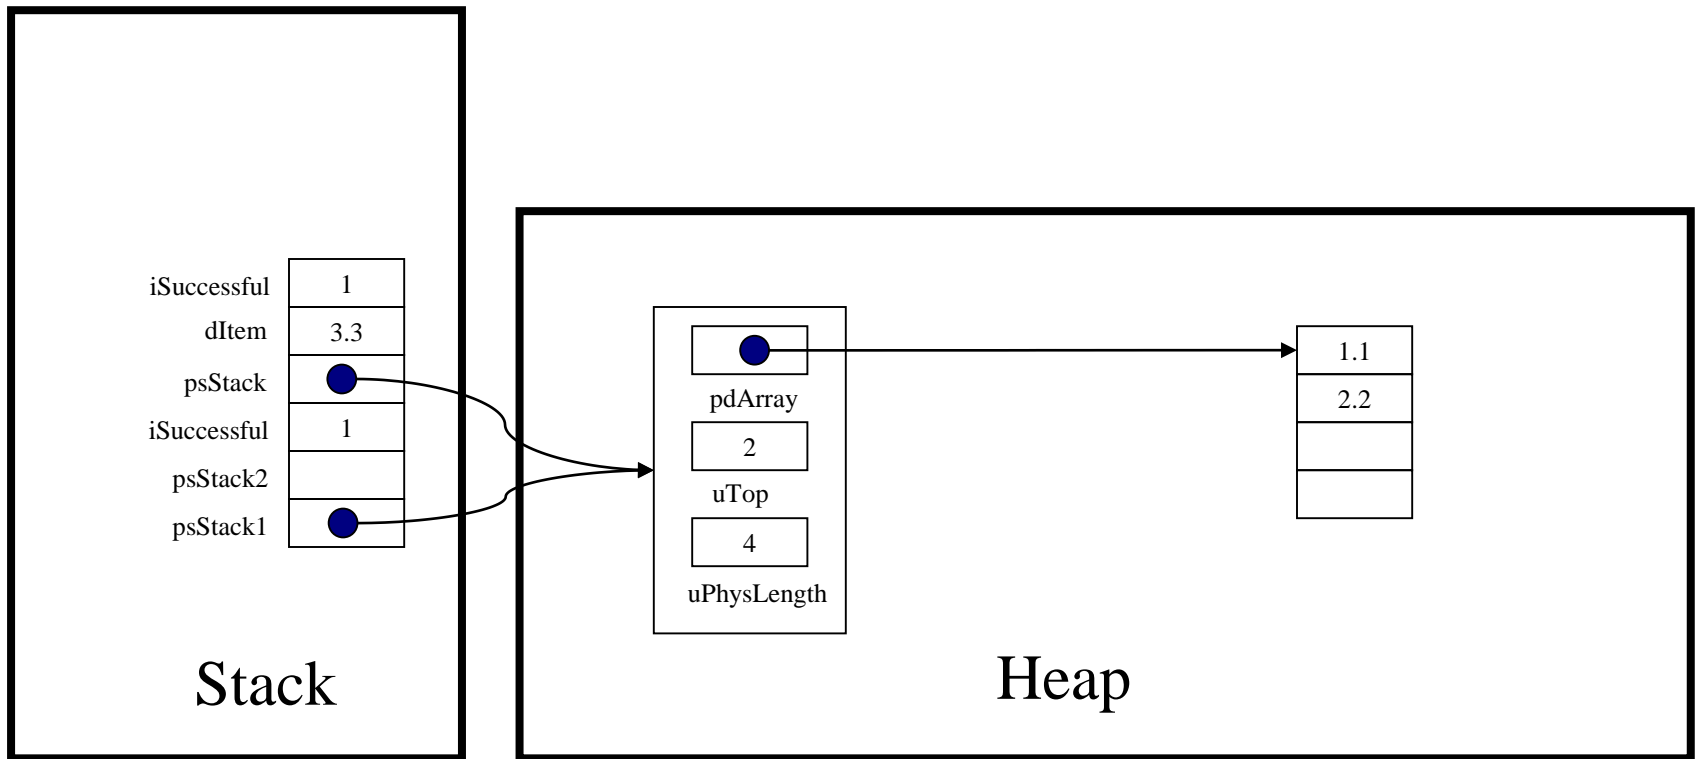 iSuccessful 1
dItem 3.3
psStack
iSuccessful 1
psStack2
psStack1
Stack
pdArray
2
uTop
4
uPhysLength
1.1
2.2
Heap